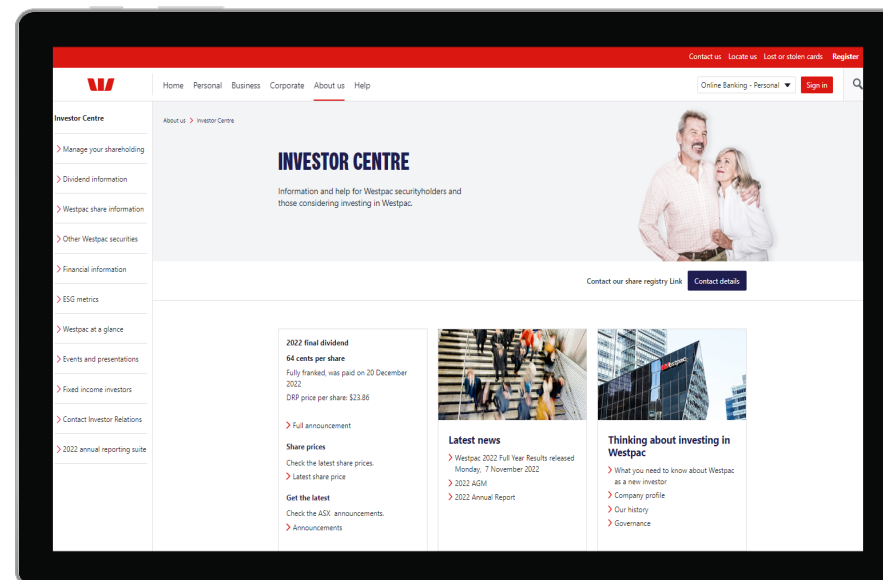 Contact us Locate us Lost or stolen cards Register
Home Personal Business Corporate About us Help
Online Banking - Personal
Sign in
Investor Centre
Manage your shareholding
Dividend information
Westpac share information
Other Westpac securities
Financial information
ESG metrics
Westpac at a glance
Events and presentations
Fixed income investors
Contact Investor Relations
2022 annual reporting suite
About us > Investor Centre
INVESTOR CENTRE
Information and help for Westpac securityholders and
those considering investing in Westpac.
Contact our share registry Link
Contact details
2022 final dividend
64 cents per share
Fully franked, was paid on 20 December
2022
DRP price per share: $23.86
Full announcement
Share prices
Check the latest share prices.
Latest share price
Get the latest
Check the ASX announcements.
Announcements
Latest news
Westpac 2022 Full Year Results released
Monday, 7 November 2022
2022 AGM
2022 Annual Report
Westpac
Thinking about investing in
Westpac
What you need to know about Westpac
as a new investor
Company profile
Our history
Governance